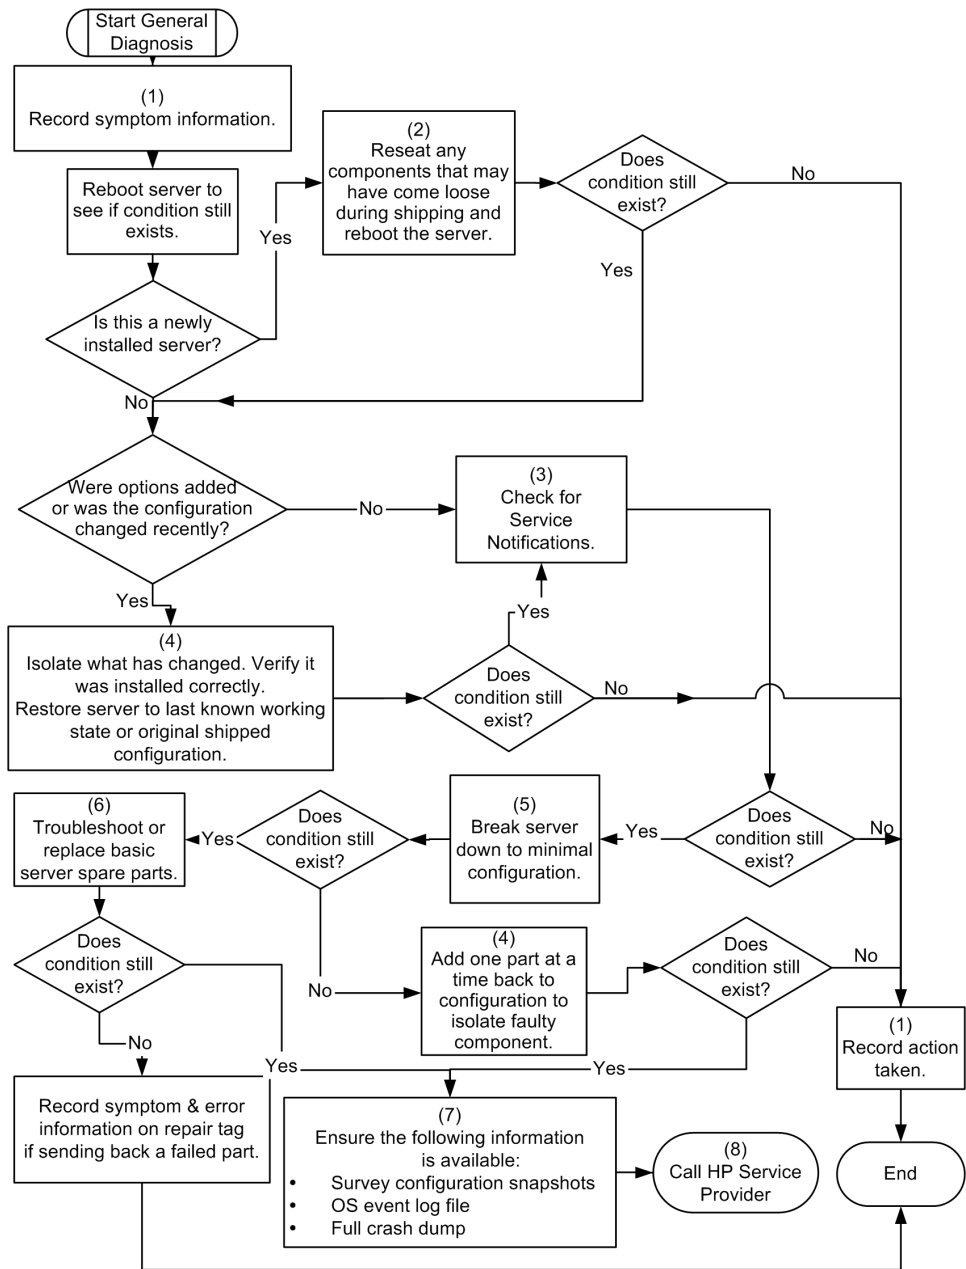 Start General
Diagnosis
(1)
Record symptom information.
Reboot server to
see if condition still
exists.
Is this a newly
installed server?
Yes
(2)
Reseat any
components that may
have come loose
during shipping and
reboot the server.
Does
condition still
exist?
No
Yes
No
Were options added
or was the configuration
changed recently?
No
(3)
Check for
Service
Notifications.
Yes
(4)
Isolate what has changed. Verify it
was installed correctly.
Restore server to last known working
state or original shipped
configuration.
Yes
Does
condition still
exist?
No
Does
condition still
exist?
No
Yes
(5)
Break server
down to minimal
configuration.
Does
condition still
exist?
Yes
(6)
Troubleshoot or
replace basic
server spare parts.
Does
condition still
exist?
No
(4)
Add one part at a
time back to
configuration to
isolate faulty
component.
Does
condition still
exist?
No
(1)
Record action
taken.
No
Yes
Yes
Record symptom & error
information on repair tag
if sending back a failed part.
(7)
Ensure the following information
is available:
• Survey configuration snapshots
• OS event log file
• Full crash dump
(8)
Call HP Service
Provider
End